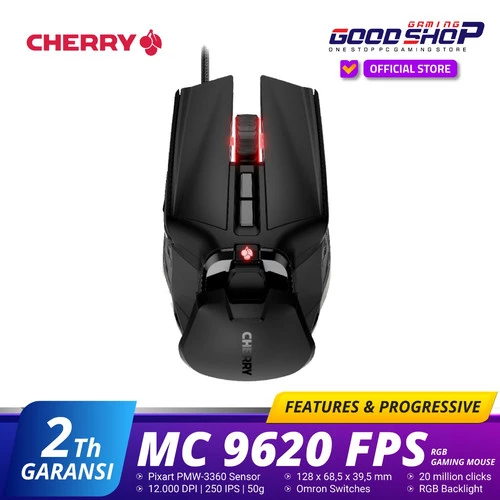 CHERRY
GAMING
GOODSHOP
ONE STOP PC GAMING STORE
OFFICIAL STORE
CHERRY
FEATURES & PROGRESSIVE
2Th
GARANSI
MC 9620 FPS
RGB
GAMING MOUSE
Pixart PMW-3360 Sensor
12.000 DPI | 250 IPS | 50g
128 x 68,5 x 39,5 mm
Omron Switches
20 million clicks
RGB Backlight